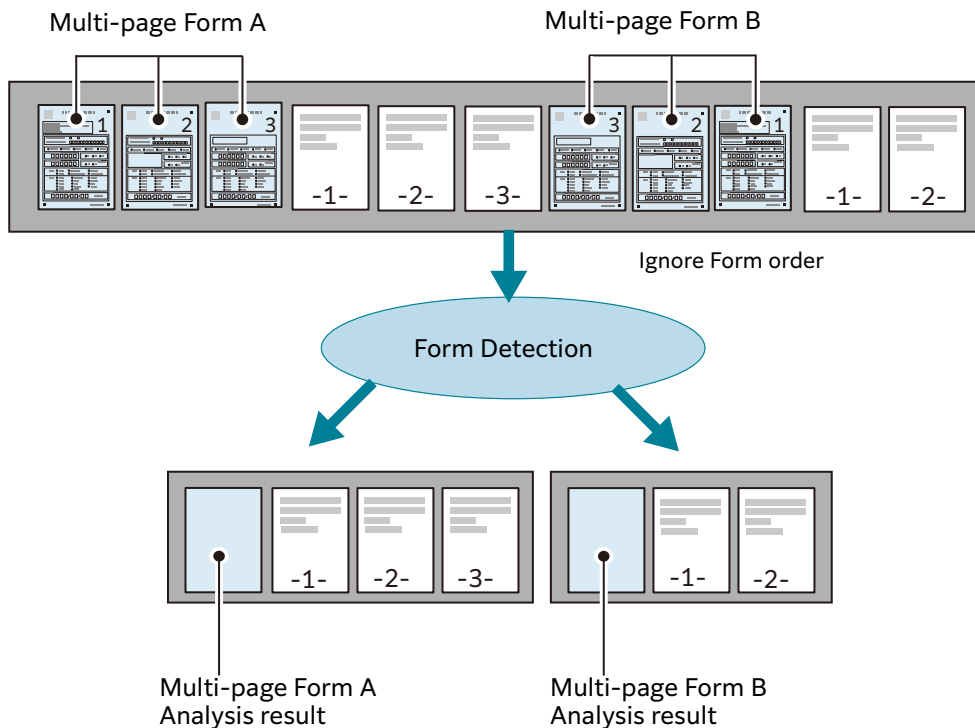 Multi-page Form A
Multi-page Form B
1
2
3
-1-
-2-
-3-
3
2
1
-1-
-2-
Ignore Form order
Form Detection
-1-
-2-
-3-
-1-
-2-
Multi-page Form A
Analysis result
Multi-page Form B
Analysis result